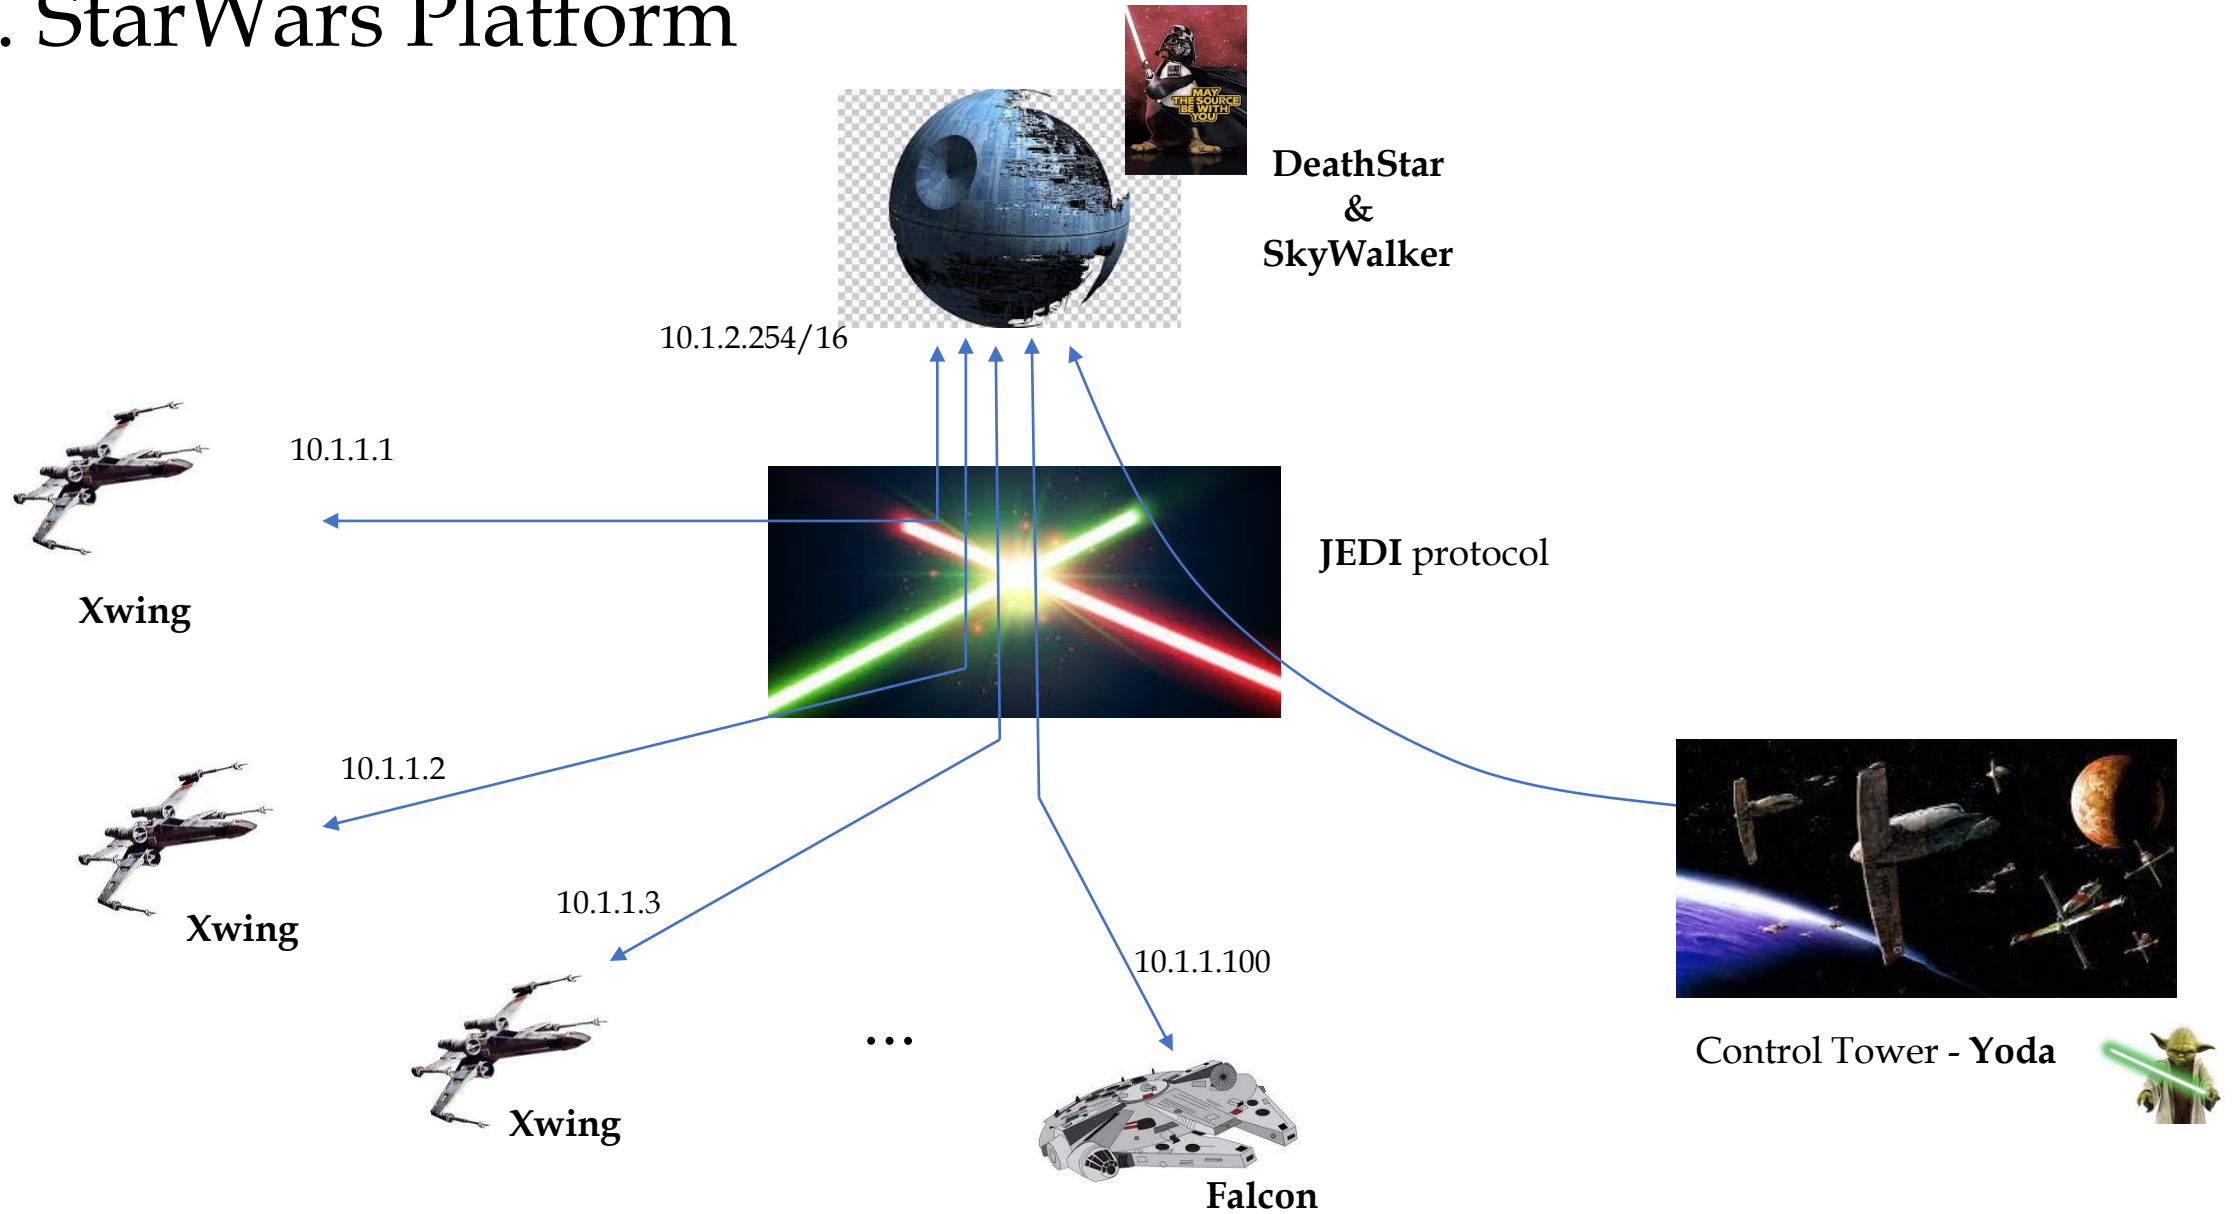 . StarWars Platform
MAY
THE SOURCE
BE WITH
YOU
DeathStar
&
SkyWalker
10.1.2.254/16
10.1.1.1
Xwing
JEDI protocol
10.1.1.2
Xwing
10.1.1.3
Xwing
...
10.1.1.100
Falcon
Control Tower - Yoda